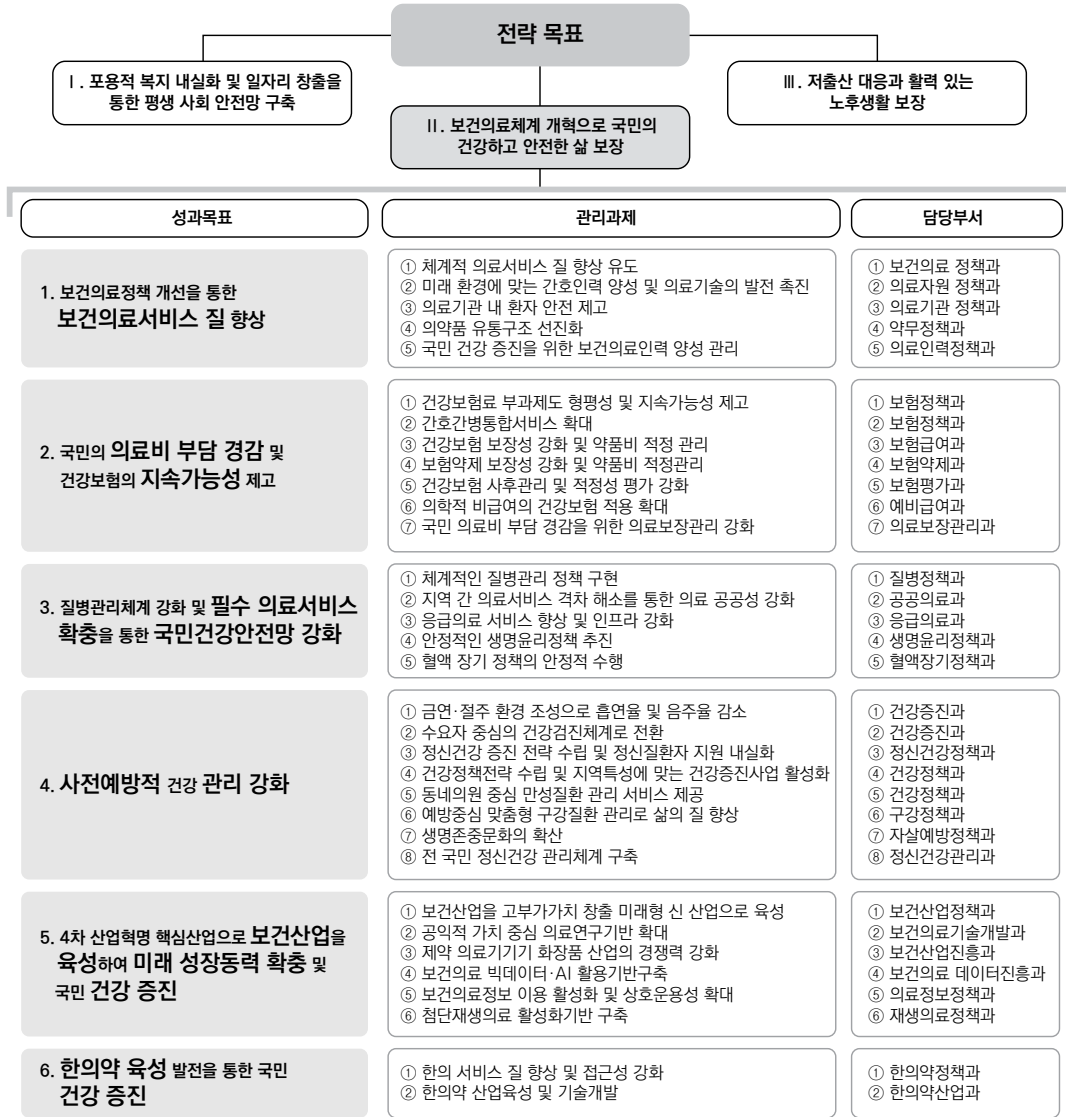 전략 목표
Ⅰ. 포용적 복지 내실화 및 일자리 창출을
통한 평생 사회 안전망 구축
Ⅱ. 보건의료체계 개혁으로 국민의
건강하고 안전한 삶 보장
Ⅲ. 저출산 대응과 활력 있는
노후생활 보장
성과목표
관리과제
담당부서
1. 보건의료정책 개선을 통한
보건의료서비스 질 향상
① 체계적 의료서비스 질 향상 유도
② 미래 환경에 맞는 간호인력 양성 및 의료기술의 발전 촉진
③ 의료기관 내 환자 안전 제고
④ 의약품 유통구조 선진화
⑤ 국민 건강 증진을 위한 보건의료인력 양성 관리
① 보건의료 정책과
② 의료자원 정책과
③ 의료기관 정책과
④ 약무정책과
⑤ 의료인력정책과
2. 국민의 의료비 부담 경감 및
건강보험의 지속가능성 제고
① 건강보험료 부과제도 형평성 및 지속가능성 제고
② 간호간병통합서비스 확대
③ 건강보험 보장성 강화 및 약품비 적정 관리
④ 보험약제 보장성 강화 및 약품비 적정관리
⑤ 건강보험 사후관리 및 적정성 평가 강화
⑥ 의학적 비급여의 건강보험 적용 확대
⑦ 국민 의료비 부담 경감을 위한 의료보장관리 강화
① 보험정책과
② 보험정책과
③ 보험급여과
④ 보험약제과
⑤ 보험평가과
⑥ 예비급여과
⑦ 의료보장관리과
3. 질병관리체계 강화 및 필수 의료서비스
확충을 통한 국민건강안전망 강화
① 체계적인 질병관리 정책 구현
② 지역 간 의료서비스 격차 해소를 통한 의료 공공성 강화
③ 응급의료 서비스 향상 및 인프라 강화
④ 안정적인 생명윤리정책 추진
⑤ 혈액 장기 정책의 안정적 수행
① 질병정책과
② 공공의료과
③ 응급의료과
④ 생명윤리정책과
⑤ 혈액장기정책과
4. 사전예방적 건강 관리 강화
① 금연·절주 환경 조성으로 흡연율 및 음주율 감소
② 수요자 중심의 건강검진체계로 전환
③ 정신건강 증진 전략 수립 및 정신질환자 지원 내실화
④ 건강정책전략 수립 및 지역특성에 맞는 건강증진사업 활성화
⑤ 동네의원 중심 만성질환 관리 서비스 제공
⑥ 예방중심 맞춤형 구강질환 관리로 삶의 질 향상
⑦ 생명존중문화의 확산
⑧ 전 국민 정신건강 관리체계 구축
① 건강증진과
② 건강증진과
③ 정신건강정책과
④ 건강정책과
⑤ 건강정책과
⑥ 구강정책과
⑦ 자살예방정책과
⑧ 정신건강관리과
5. 4차 산업혁명 핵심산업으로 보건산업을
육성하여 미래 성장동력 확충 및
국민 건강 증진
① 보건산업을 고부가가치 창출 미래형 신 산업으로 육성
② 공익적 가치 중심 의료연구기반 확대
③ 제약 의료기기기 화장품 산업의 경쟁력 강화
④ 보건의료 빅데이터·AI 활용기반구축
⑤ 보건의료정보 이용 활성화 및 상호운용성 확대
⑥ 첨단재생의료 활성화기반 구축
① 보건산업정책과
② 보건의료기술개발과
③ 보건산업진흥과
④ 보건의료 데이터진흥과
⑤ 의료정보정책과
⑥ 재생의료정책과
6. 한의약 육성 발전을 통한 국민
건강 증진
① 한의 서비스 질 향상 및 접근성 강화
② 한의약 산업육성 및 기술개발
① 한의약정책과
② 한의약산업과